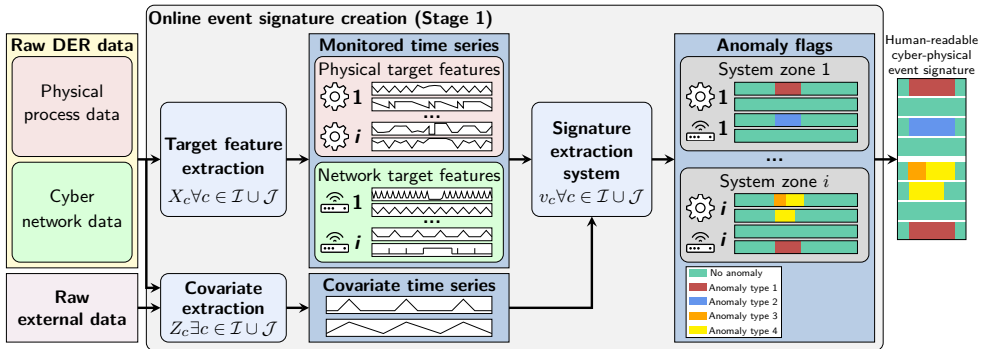 Online event signature creation (Stage 1)
Raw DER data
Physical
process data
Cyber
network data
Raw
external data
Target feature
extraction
X_c∀c ∈ I ∪ J
Covariate
extraction
Z_c∃c ∈ I ∪ J
Monitored time series
Physical target features
1
...
i
Network target features
1
...
i
Covariate time series
Signature
extraction
system
v_c∀c ∈ I ∪ J
Anomaly flags
System zone 1
1
1
...
System zone i
i
i
No anomaly
Anomaly type 1
Anomaly type 2
Anomaly type 3
Anomaly type 4
Human-readable
cyber-physical
event signature